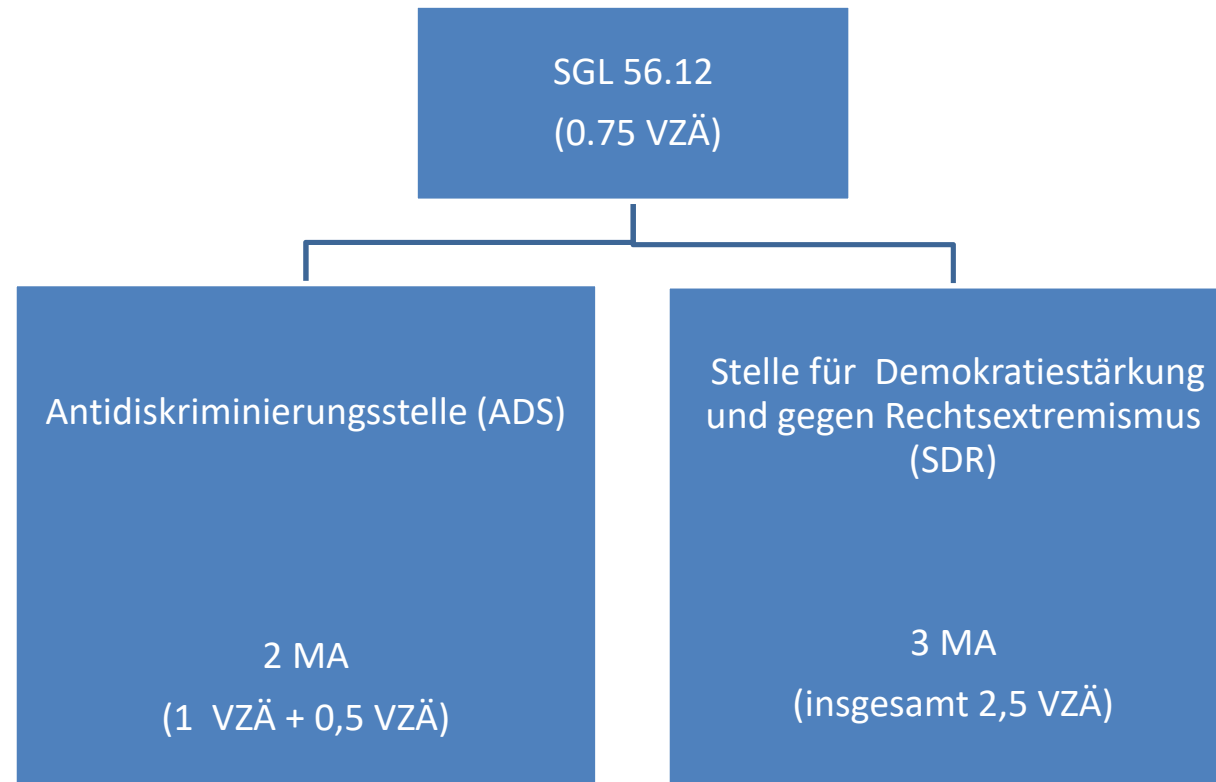 SGL 56.12
(0.75 VZÄ)
Antidiskriminierungsstelle (ADS)
2 MA
(1 VZÄ + 0,5 VZÄ)
Stelle für Demokratiestärkung
und gegen Rechtsextremismus
(SDR)
3 MA
(insgesamt 2,5 VZÄ)